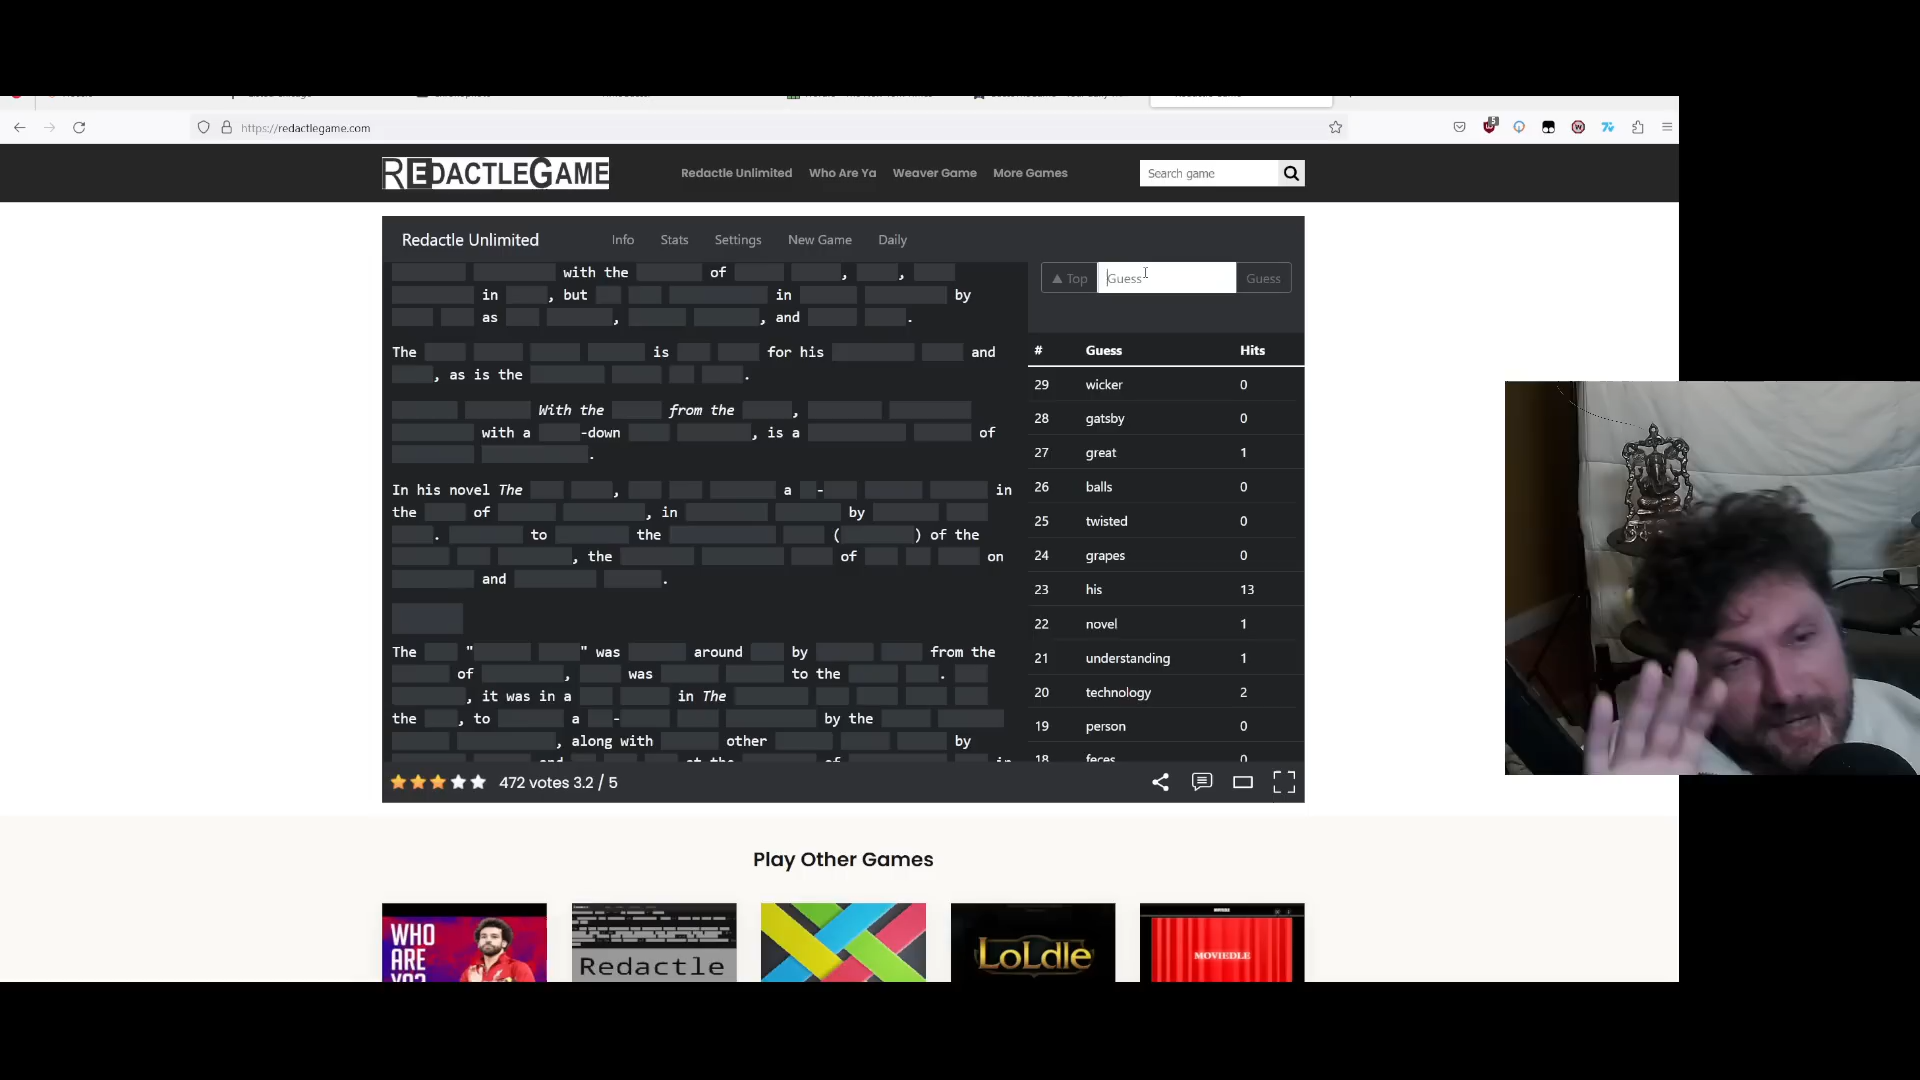 https://redactlegame.com
REDACTLEGAME
Redactle Unlimited Who Are Ya Weaver Game More Games
Search game
Redactle Unlimited Info Stats Settings New Game Daily
with the of , ,
in , but in by
as , , and .
The is for his and
, as is the .
With the from the ,
with a -down , is a of
.
In his novel The , a - in
the of , in by
. to the ( ) of the
, the of on
and .
The " " was around by from the
of , was to the .
, it was in a in The
the , to a - by the
, along with other by
Top Guess Guess
# Guess Hits
29 wicker 0
28 gatsby 0
27 great 1
26 balls 0
25 twisted 0
24 grapes 0
23 his 13
22 novel 1
21 understanding 1
20 technology 2
19 person 0
18 feces 0
472 votes 3.2 / 5
Play Other Games
WHO
ARE
YA?
Redactle
LoLdle
MOVIEDLE